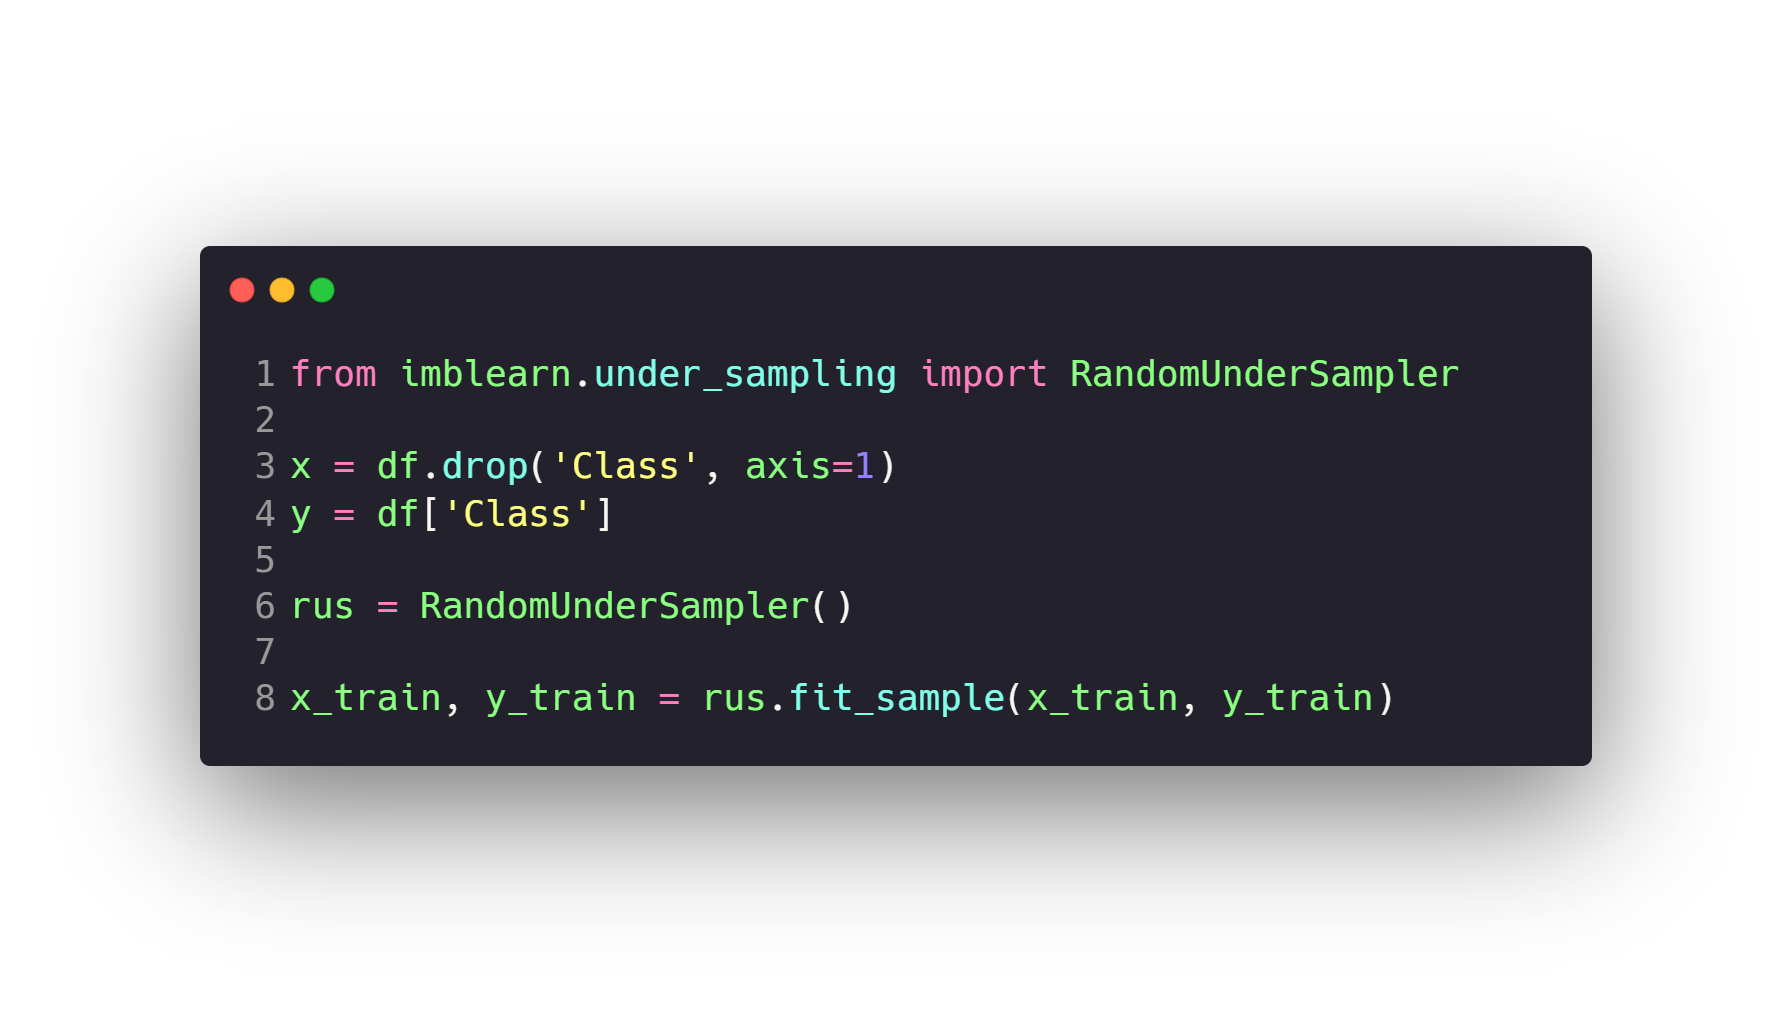 1 from imblearn.under_sampling import RandomUnderSampler
2
3 x = df.drop('Class', axis=1)
4 y = df['Class']
5
6 rus = RandomUnderSampler()
7
8 x_train, y_train = rus.fit_sample(x_train, y_train)